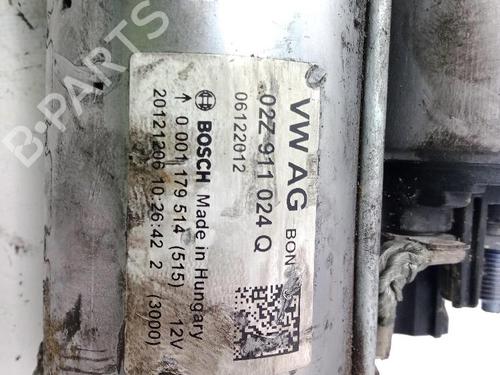 VW AG BON
02Z 911 024 Q
06122012
BOSCH Made in Hungary
0 001 179 514 (515) 12V
20121206 10:26:42 2 (3000)
B-PARTS